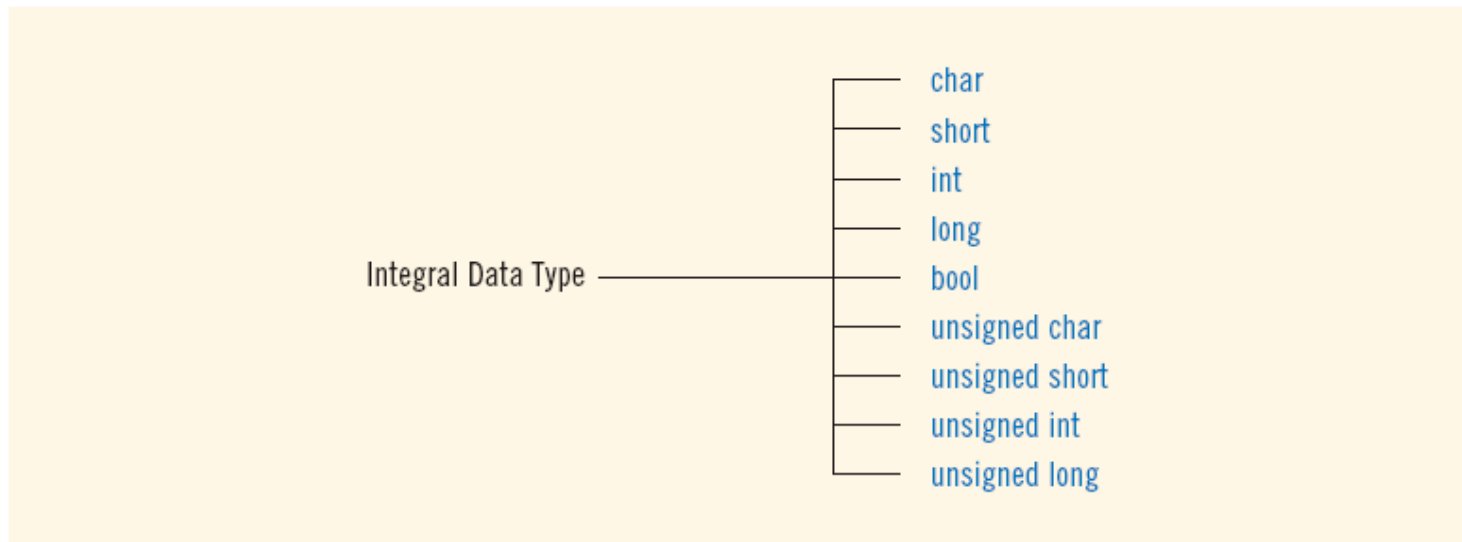 char
short
int
long
Integral Data Type
bool
unsigned char
unsigned short
unsigned int
unsigned long